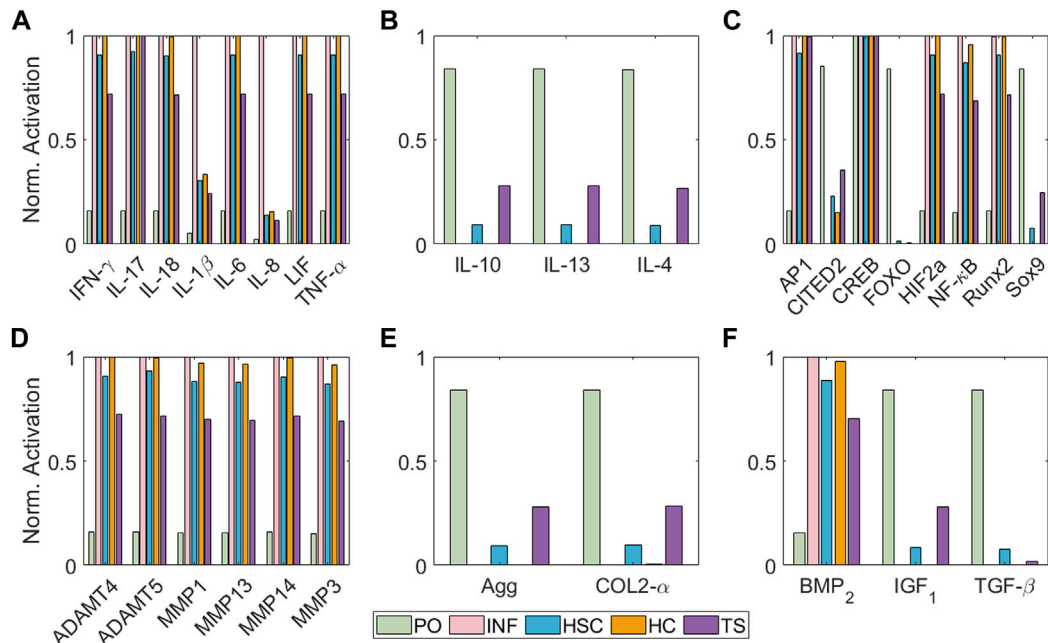 A
Norm. Activation
1
0.5
0
IFN-γ
IL-17
IL-18
IL-1β
IL-6
IL-8
LIF
TNF-α
B
1
0.5
0
IL-10
IL-13
IL-4
C
1
0.5
0
AP1
CITED2
CREB
FOXO
HIF2a
NF-κB
Runx2
Sox9
D
Norm. Activation
1
0.5
0
ADAMT4
ADAMT5
MMP1
MMP13
MMP14
MMP3
E
1
0.5
0
Agg
COL2-α
F
1
0.5
0
BMP₂
IGF₁
TGF-β
PO INF HSC HC TS